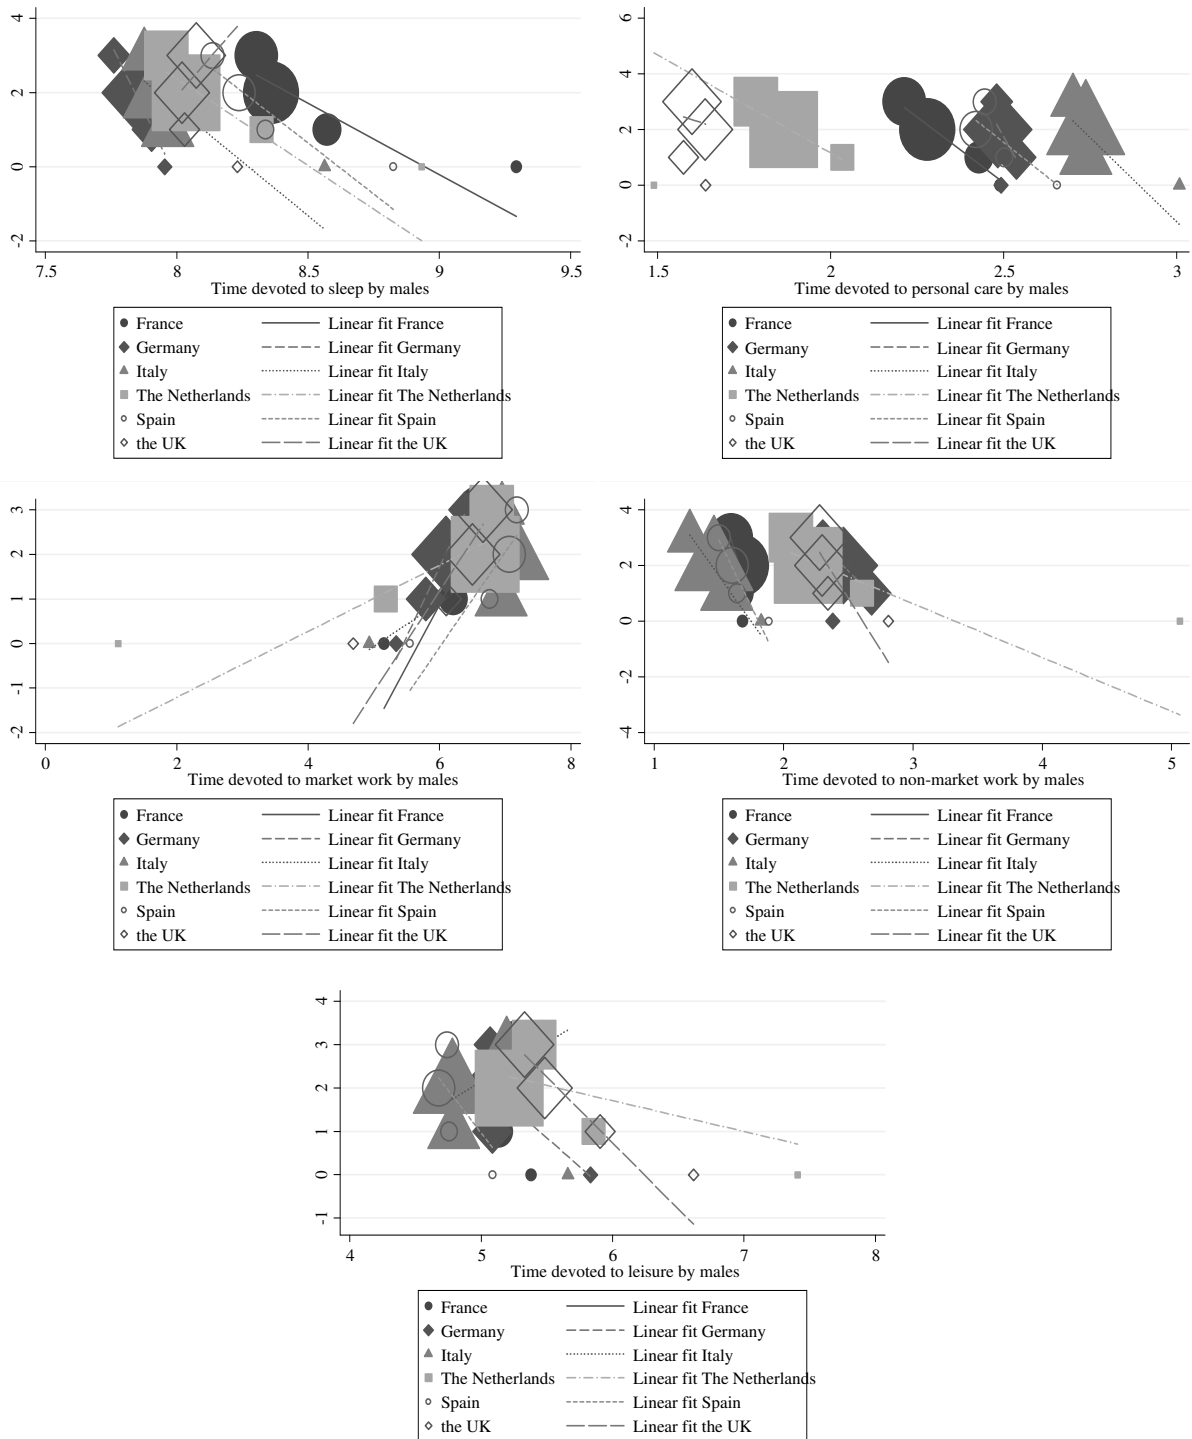 4
2
0
-2
7.5 8 8.5 9 9.5
Time devoted to sleep by males
France Linear fit France
Germany Linear fit Germany
Italy Linear fit Italy
The Netherlands Linear fit The Netherlands
Spain Linear fit Spain
the UK Linear fit the UK
6
4
2
0
-2
1.5 2 2.5 3
Time devoted to personal care by males
France Linear fit France
Germany Linear fit Germany
Italy Linear fit Italy
The Netherlands Linear fit The Netherlands
Spain Linear fit Spain
the UK Linear fit the UK
3
2
1
0
-1
-2
0 2 4 6 8
Time devoted to market work by males
France Linear fit France
Germany Linear fit Germany
Italy Linear fit Italy
The Netherlands Linear fit The Netherlands
Spain Linear fit Spain
the UK Linear fit the UK
4
2
0
-2
-4
1 2 3 4 5
Time devoted to non-market work by males
France Linear fit France
Germany Linear fit Germany
Italy Linear fit Italy
The Netherlands Linear fit The Netherlands
Spain Linear fit Spain
the UK Linear fit the UK
4
3
2
1
0
-1
4 5 6 7 8
Time devoted to leisure by males
France Linear fit France
Germany Linear fit Germany
Italy Linear fit Italy
The Netherlands Linear fit The Netherlands
Spain Linear fit Spain
the UK Linear fit the UK